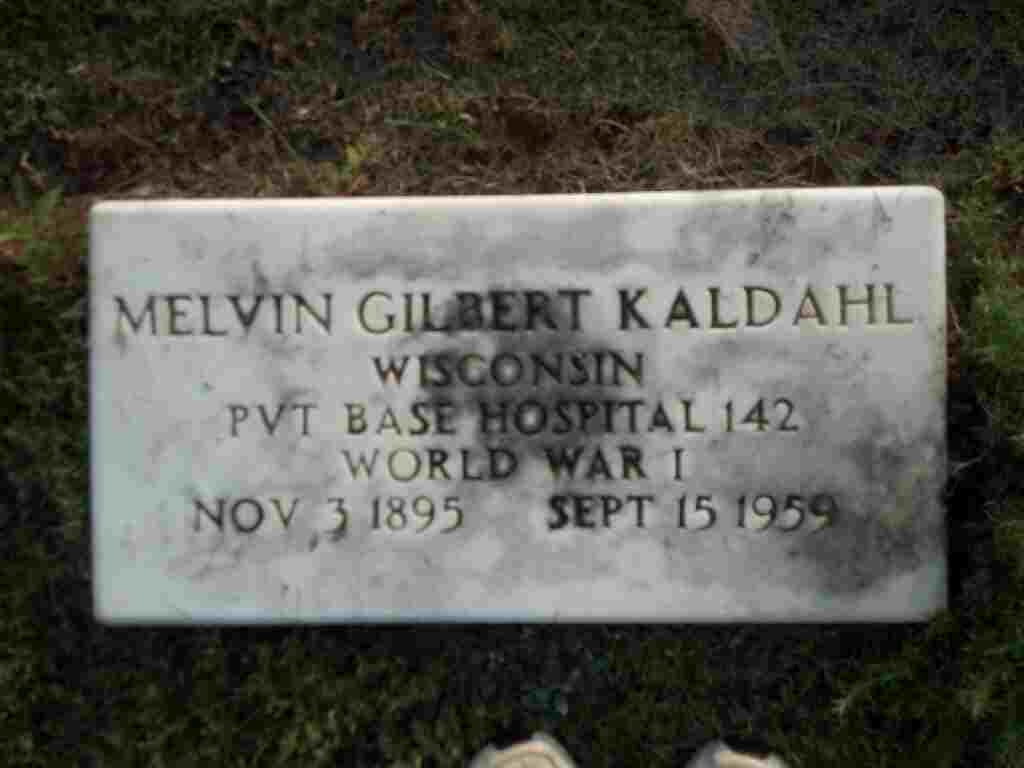 MELVIN GILBERT KALDAHL
WISCONSIN
PVT BASE HOSPITAL 142
WORLD WAR I
NOV 3 1895 SEPT 15 1959